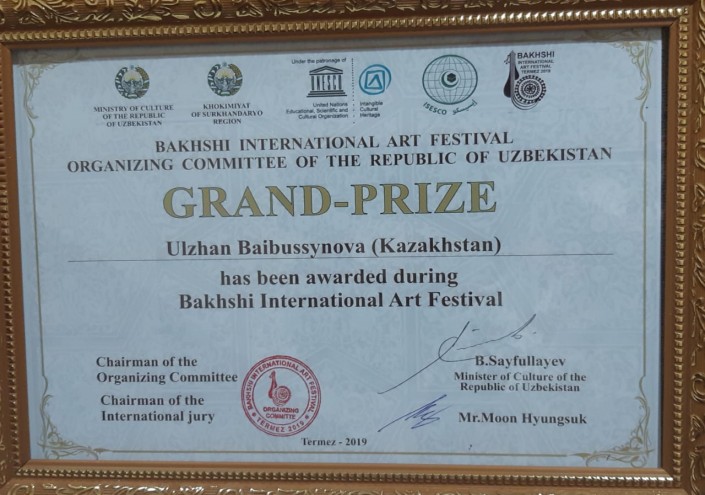 MINISTRY OF CULTURE
OF THE REPUBLIC
OF UZBEKISTAN
KHOKIMIYAT
OF SURKHANDARYO
REGION
Under the patronage of
UNESCO
United Nations
Educational, Scientific and
Cultural Organization
Intangible
Cultural
Heritage
ISESCO
BAKHSHI
INTERNATIONAL
ART FESTIVAL
TERMEZ 2019
BAKHSHI INTERNATIONAL ART FESTIVAL
ORGANIZING COMMITTEE OF THE REPUBLIC OF UZBEKISTAN
GRAND-PRIZE
Ulzhan Baibussynova (Kazakhstan)
has been awarded during
Bakhshi International Art Festival
Chairman of the
Organizing Committee
B.Sayfullayev
Minister of Culture of the
Republic of Uzbekistan
Chairman of the
International jury
Mr.Moon Hyungsuk
BAKHSHI INTERNATIONAL ART FESTIVAL
ORGANIZING
COMMITTE
TERMEZ 2019
Termez - 2019